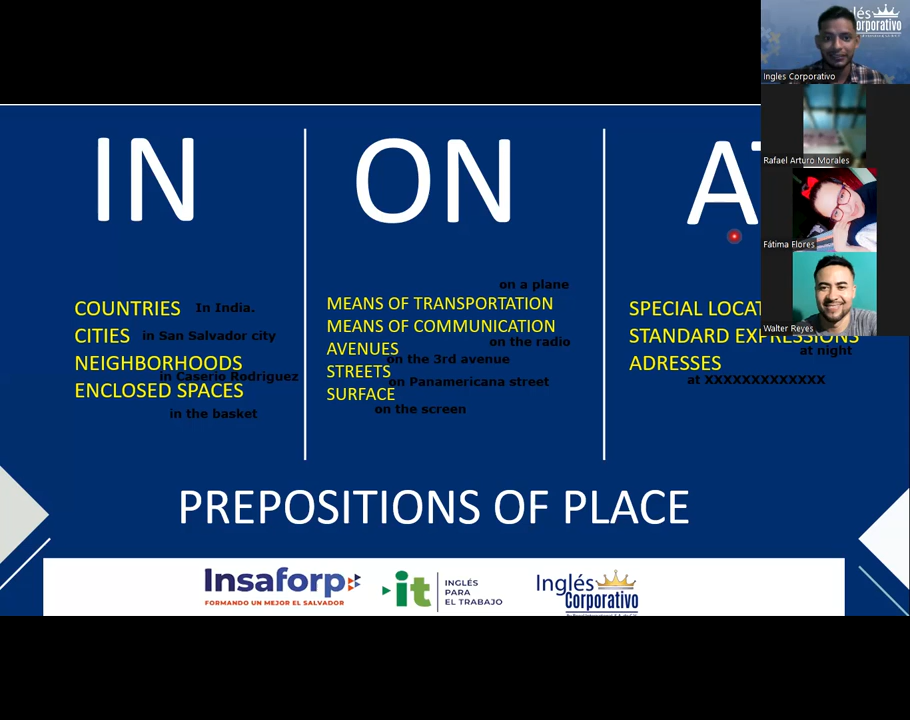 lés
orporativo
Ingles Corporativo
Rafael Arturo Morales
Fátima Flores
Walter Reyes
IN
COUNTRIES In India.
CITIES in San Salvador city
NEIGHBORHOODS
in Caserio Rodriguez
ENCLOSED SPACES
in the basket
ON
on a plane
MEANS OF TRANSPORTATION
MEANS OF COMMUNICATION
on the radio
AVENUES
on the 3rd avenue
STREETS
on Panamericana street
SURFACE
on the screen
AT
SPECIAL LOCAT
STANDARD EXPRESSIONS
at night
ADRESSES
at XXXXXXXXXXXXX
PREPOSITIONS OF PLACE
Insaforp
FORMANDO UN MEJOR EL SALVADOR
it
INGLÉS
PARA
EL TRABAJO
Inglés
Corporativo